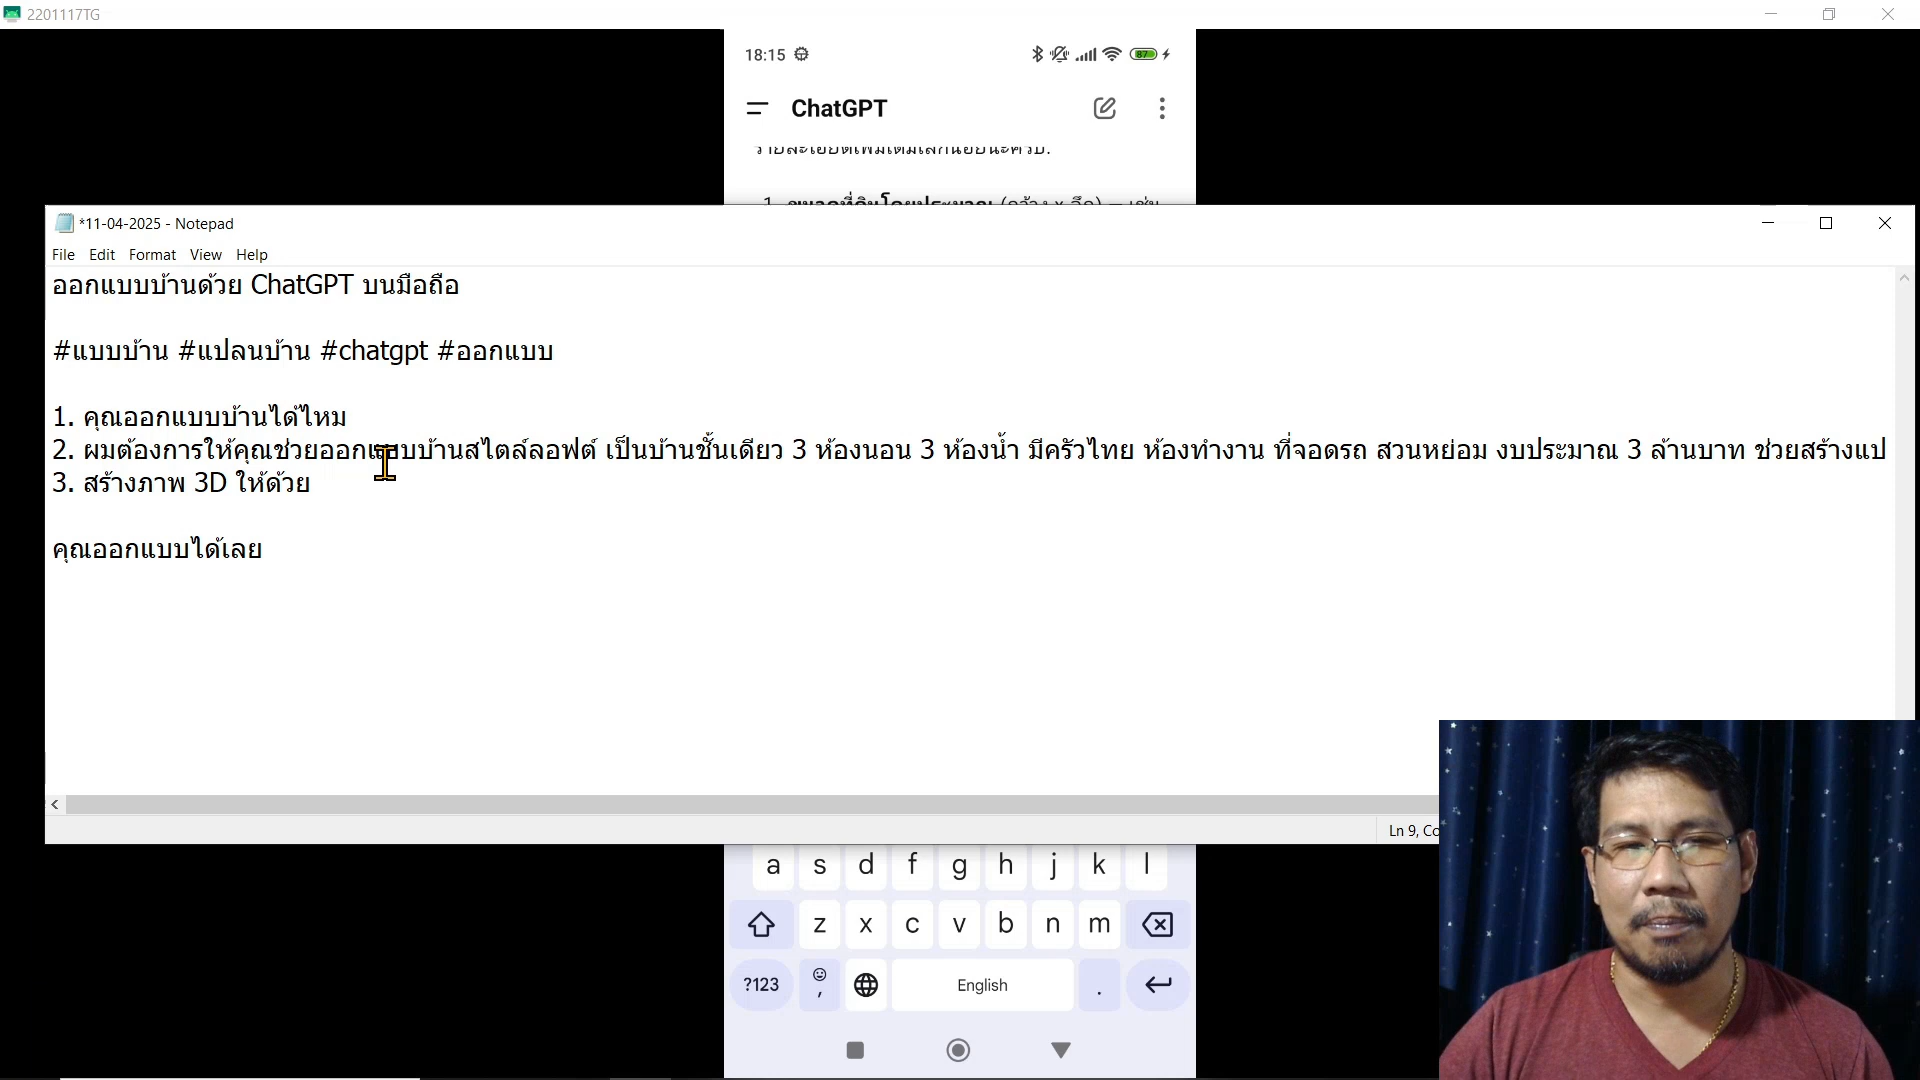 2201117TG
18:15
87
ChatGPT
*11-04-2025 - Notepad
File Edit Format View Help
ออกแบบบ้านด้วย ChatGPT บนมือถือ
#แบบบ้าน #แปลนบ้าน #chatgpt #ออกแบบ
1. คุณออกแบบบ้านได้ไหม
2. ผมต้องการให้คุณช่วยออกแบบบ้านสไตล์ลอฟต์ เป็นบ้านชั้นเดียว 3 ห้องนอน 3 ห้องน้ำ มีครัวไทย ห้องทำงาน ที่จอดรถ สวนหย่อม งบประมาณ 3 ล้านบาท ช่วยสร้างแป
3. สร้างภาพ 3D ให้ด้วย
คุณออกแบบได้เลย
Ln 9, Co
a s d f g h j k l
z x c v b n m
?123 , English .